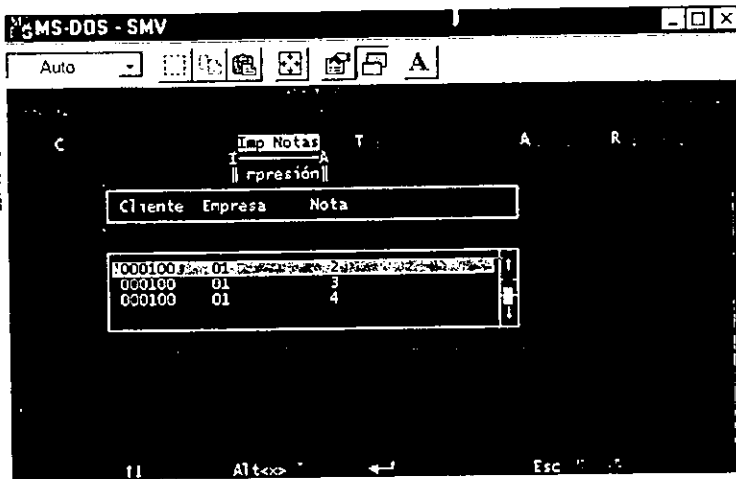 MS-DOS - SMV
Auto A
C Imp Notas T A R
I A
rpresión
Cliente Empresa Nota
000100 01 2
000100 01 3
000100 01 4
↑↓ Alt<x> ↵ Esc